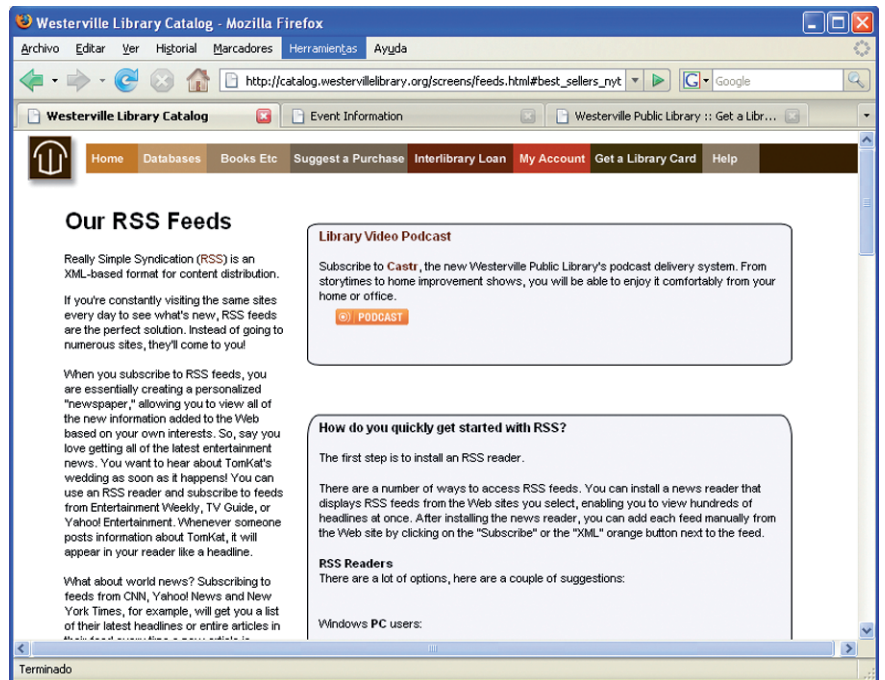 Westerville Library Catalog - Mozilla Firefox
Archivo Editar Ver Historial Marcadores Herramientas Ayuda
http://catalog.westervillelibrary.org/screens/feeds.html#best_sellers_nyt
G Google
Westerville Library Catalog
Event Information
Westerville Public Library :: Get a Libr...
Home Databases Books Etc Suggest a Purchase Interlibrary Loan My Account Get a Library Card Help
Our RSS Feeds
Really Simple Syndication (RSS) is an
XML-based format for content distribution.
If you're constantly visiting the same sites
every day to see what's new, RSS feeds
are the perfect solution. Instead of going to
numerous sites, they'll come to you!
When you subscribe to RSS feeds, you
are essentially creating a personalized
"newspaper," allowing you to view all of
the new information added to the Web
based on your own interests. So, say you
love getting all of the latest entertainment
news. You want to hear about TomKat's
wedding as soon as it happens! You can
use an RSS reader and subscribe to feeds
from Entertainment Weekly, TV Guide, or
Yahoo! Entertainment. Whenever someone
posts information about TomKat, it will
appear in your reader like a headline.
What about world news? Subscribing to
feeds from CNN, Yahoo! News and New
York Times, for example, will get you a list
of their latest headlines or entire articles in
Library Video Podcast
Subscribe to Castr, the new Westerville Public Library's podcast delivery system. From
storytimes to home improvement shows, you will be able to enjoy it comfortably from your
home or office.
PODCAST
How do you quickly get started with RSS?
The first step is to install an RSS reader.
There are a number of ways to access RSS feeds. You can install a news reader that
displays RSS feeds from the Web sites you select, enabling you to view hundreds of
headlines at once. After installing the news reader, you can add each feed manually from
the Web site by clicking on the "Subscribe" or the "XML" orange button next to the feed.
RSS Readers
There are a lot of options, here are a couple of suggestions:
Windows PC users:
Terminado